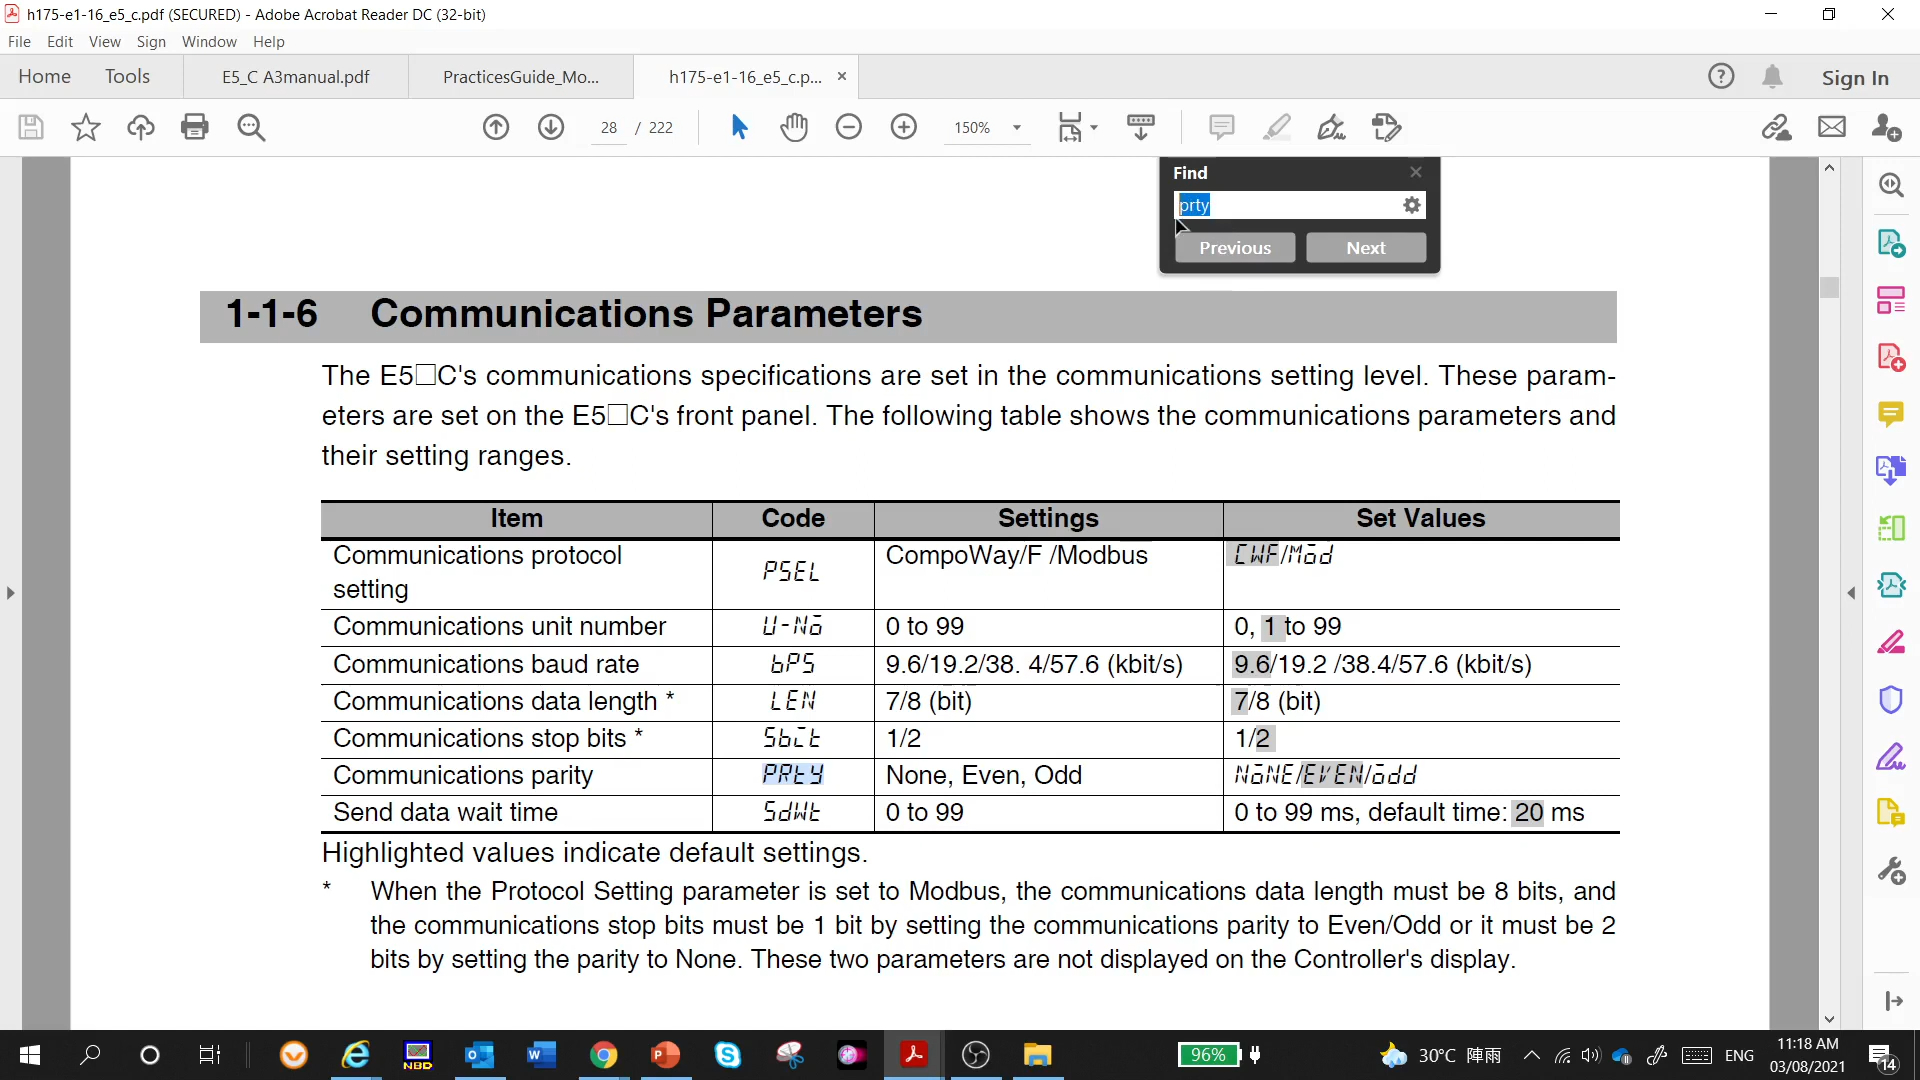 h175-e1-16_e5_c.pdf (SECURED) - Adobe Acrobat Reader DC (32-bit)
File Edit View Sign Window Help
Home Tools E5_C A3manual.pdf PracticesGuide_Mo... h175-e1-16_e5_c.p... × Sign In
28 / 222 150%
Find
prty
Previous Next
1-1-6 Communications Parameters
The E5□C's communications specifications are set in the communications setting level. These param-
eters are set on the E5□C's front panel. The following table shows the communications parameters and
their setting ranges.
Item Code Settings Set Values
Communications protocol setting PSEL CompoWay/F /Modbus CWF/Mod
Communications unit number U-No 0 to 99 0, 1 to 99
Communications baud rate bPS 9.6/19.2/38. 4/57.6 (kbit/s) 9.6/19.2 /38.4/57.6 (kbit/s)
Communications data length * LEN 7/8 (bit) 7/8 (bit)
Communications stop bits * Sbit 1/2 1/2
Communications parity PRtY None, Even, Odd NoNE/EVEN/odd
Send data wait time SdWt 0 to 99 0 to 99 ms, default time: 20 ms
Highlighted values indicate default settings.
* When the Protocol Setting parameter is set to Modbus, the communications data length must be 8 bits, and
the communications stop bits must be 1 bit by setting the communications parity to Even/Odd or it must be 2
bits by setting the parity to None. These two parameters are not displayed on the Controller's display.
NBD 96% 30°C 陣雨 ENG 11:18 AM
03/08/2021 14